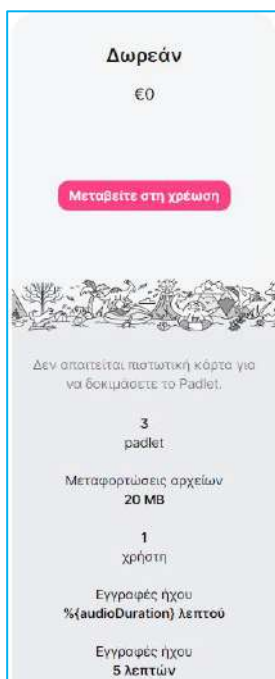 Δωρεάν
€0
Μεταβείτε στη χρέωση
Δεν απαιτείται πιστωτική κάρτα για
να δοκιμάσετε το Padlet.
3
padlet
Μεταφορτώσεις αρχείων
20 MB
1
χρήστη
Εγγραφές ήχου
%{audioDuration} λεπτού
Εγγραφές ήχου
5 λεπτών